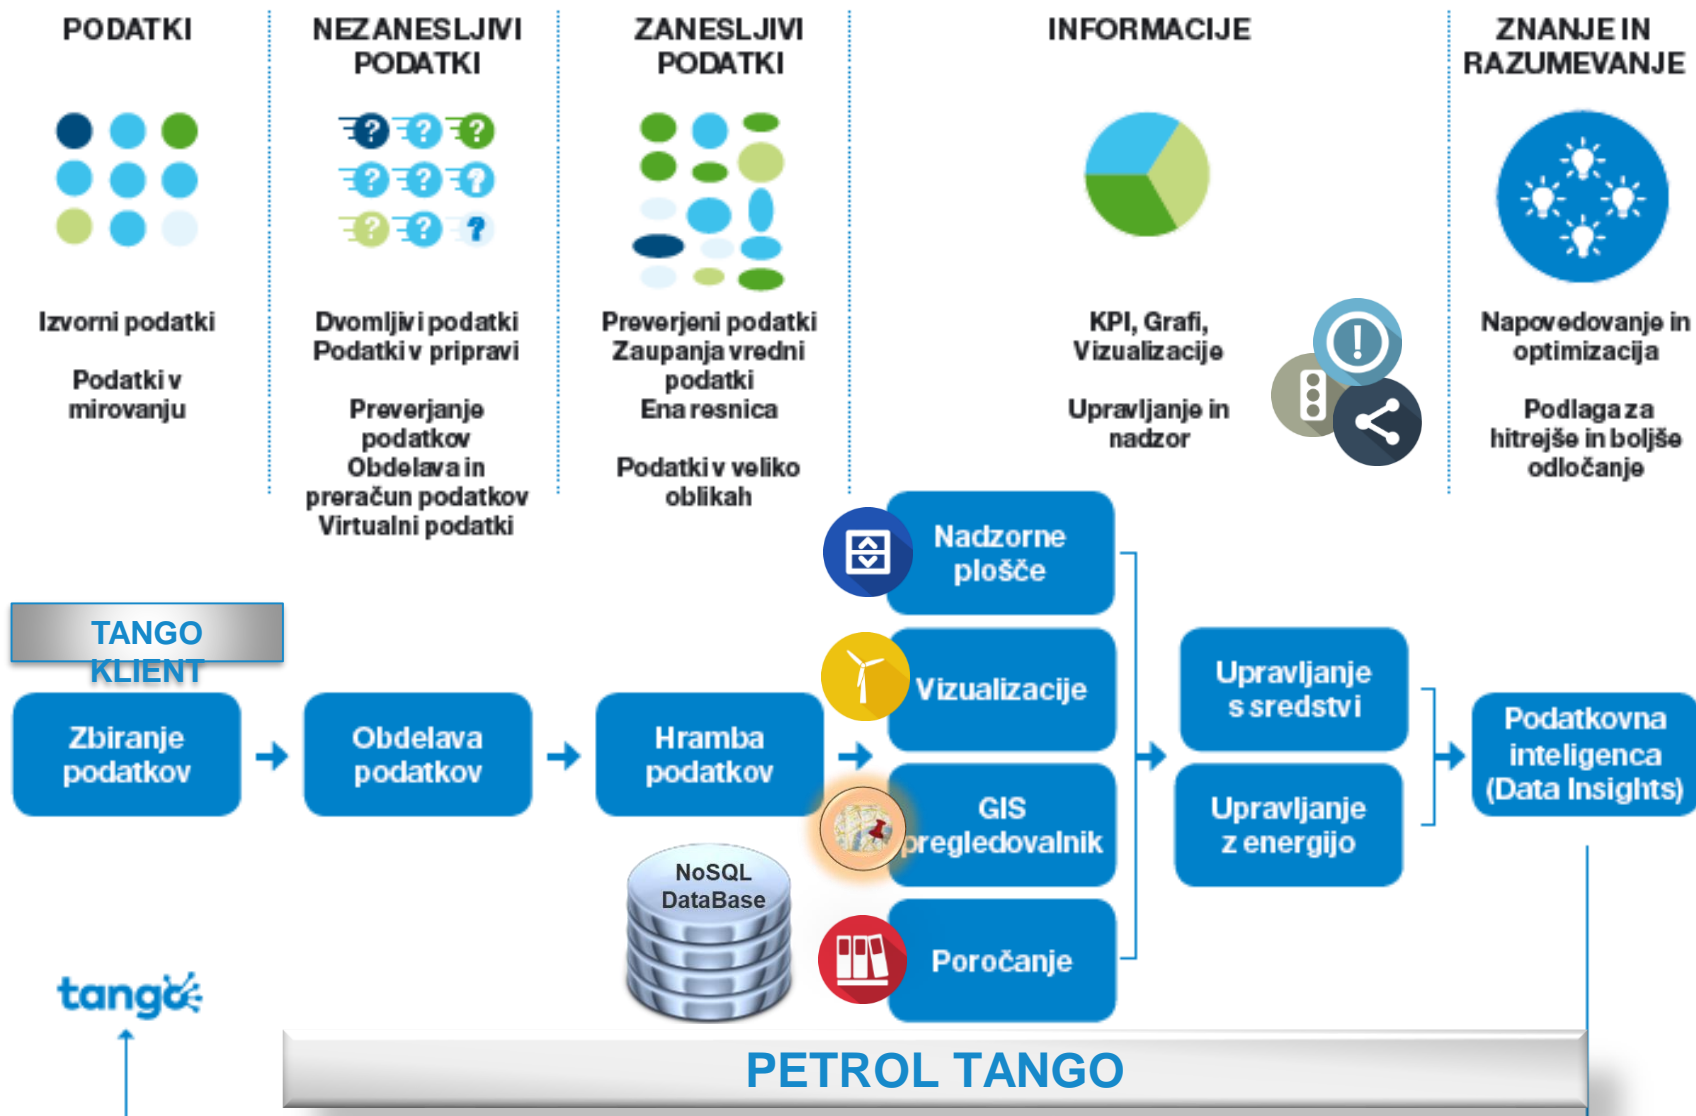 PODATKI
NEZANESLJIVI
PODATKI
ZANESLJIVI
PODATKI
INFORMACIJE
ZNANJE IN
RAZUMEVANJE
Izvorni podatki
Podatki v
mirovanju
Dvomljivi podatki
Podatki v pripravi
Preverjanje
podatkov
Obdelava in
preračun podatkov
Virtualni podatki
Preverjeni podatki
Zaupanja vredni
podatki
Ena resnica
Podatki v veliko
oblikah
KPI, Grafi,
Vizualizacije
Upravljanje in
nadzor
Napovedovanje in
optimizacija
Podlaga za
hitrejše in boljše
odločanje
TANGO
KLIENT
Zbiranje
podatkov
Obdelava
podatkov
Hramba
podatkov
NoSQL
DataBase
Nadzorne
plošče
Vizualizacije
GIS
pregledovalnik
Poročanje
Upravljanje
s sredstvi
Upravljanje
z energijo
Podatkovna
inteligenca
(Data Insights)
tango
PETROL TANGO